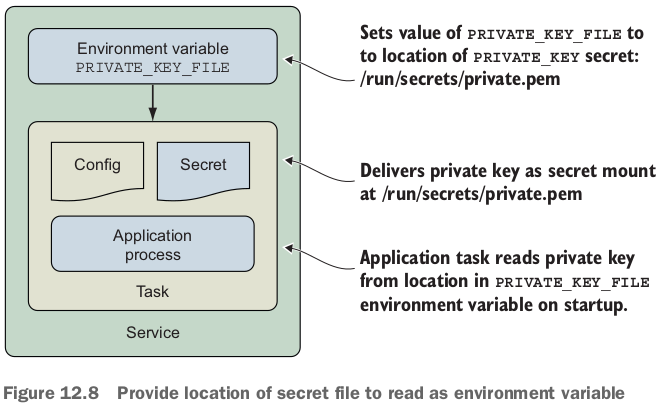 Environment variable
PRIVATE_KEY_FILE
Sets value of PRIVATE_KEY_FILE to
to location of PRIVATE_KEY secret:
/run/secrets/private.pem
Config
Secret
Delivers private key as secret mount
at /run/secrets/private.pem
Application
process
Application task reads private key
from location in PRIVATE_KEY_FILE
environment variable on startup.
Task
Service
Figure 12.8 Provide location of secret file to read as environment variable